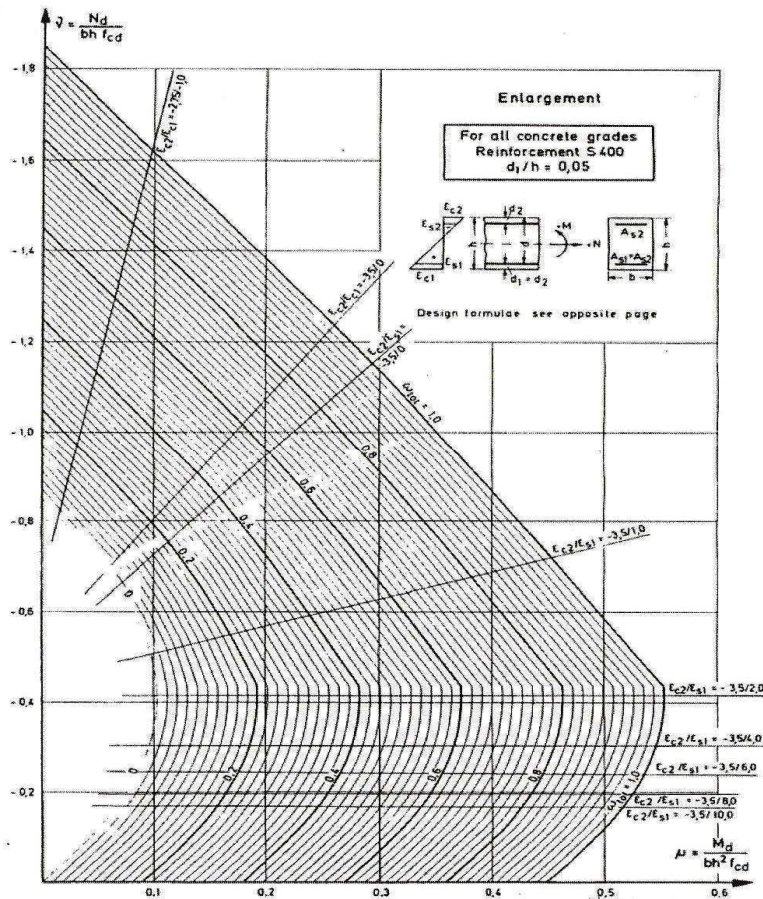 ν = N_d / bh f_cd
- 1,8
- 1,6
- 1,4
- 1,2
- 1,0
- 0,8
- 0,6
- 0,4
- 0,2
Enlargement
For all concrete grades
Reinforcement S 400
d₁/h = 0,05
ε_c2
ε_s2
ε_s1
ε_c1
d₂
h
d
d₁ = d₂
+M
+N
A_s2
A_s1=A_s2
h
b
Design formulae see opposite page
ε_c2/ε_c1 = -2,75/-1,0
ε_c2/ε_c1 = -3,5/0
ε_c2/ε_s1 =
-3,5/0
ω_tot = 1,0
0,8
0,6
0,4
0,2
0
ε_c2/ε_s1 = -3,5/1,0
ε_c2/ε_s1 = -3,5/2,0
ε_c2/ε_s1 = -3,5/4,0
ε_c2/ε_s1 = -3,5/6,0
ε_c2/ε_s1 = -3,5/8,0
ε_c2/ε_s1 = -3,5/10,0
0
0,2
0,4
0,6
0,8
ω_tot = 1,0
μ = M_d / bh² f_cd
0,1
0,2
0,3
0,4
0,5
0,6